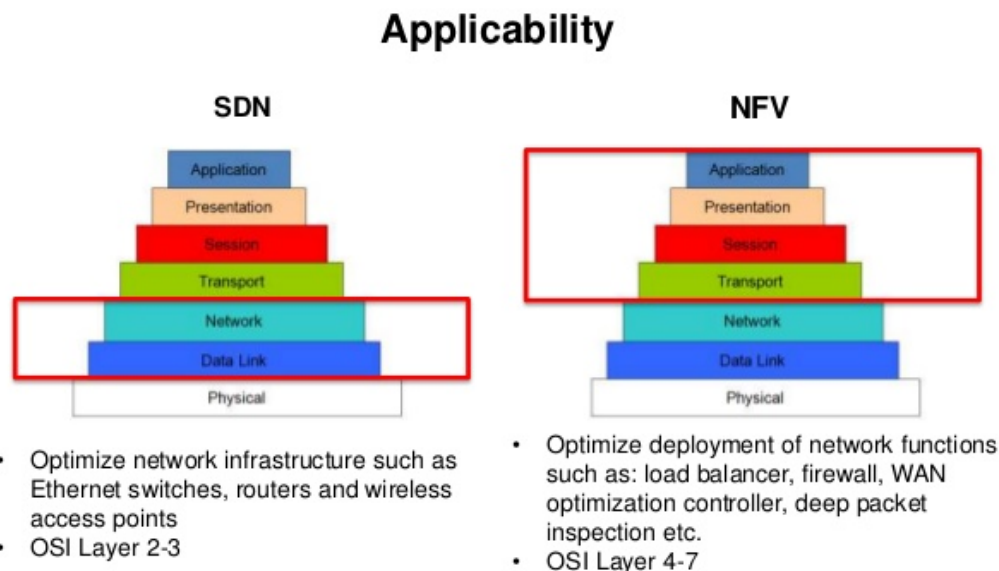 Applicability
SDN
Application
Presentation
Session
Transport
Network
Data Link
Physical
• Optimize network infrastructure such as
Ethernet switches, routers and wireless
access points
• OSI Layer 2-3
NFV
Application
Presentation
Session
Transport
Network
Data Link
Physical
• Optimize deployment of network functions
such as: load balancer, firewall, WAN
optimization controller, deep packet
inspection etc.
• OSI Layer 4-7